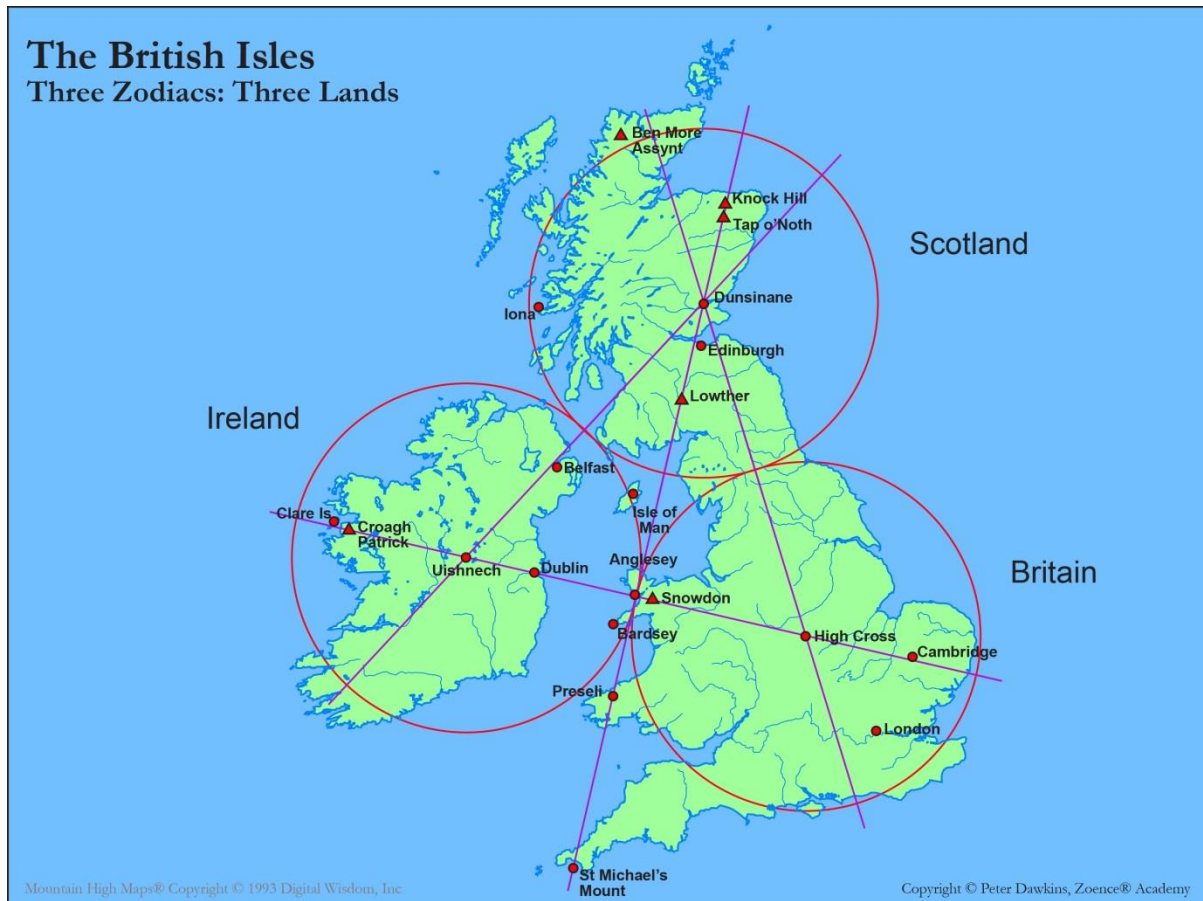 The British Isles
Three Zodiacs: Three Lands
Ben More
Assynt
Knock Hill
Tap o'Noth
Scotland
Dunsinane
Iona
Edinburgh
Lowther
Ireland
Belfast
Clare Is
Croagh
Patrick
Isle of
Man
Uishnech
Dublin
Anglesey
Snowdon
Britain
Bardsey
High Cross
Cambridge
Preseli
London
St Michael's
Mount
Mountain High Maps® Copyright © 1993 Digital Wisdom, Inc
Copyright © Peter Dawkins, Zoence® Academy